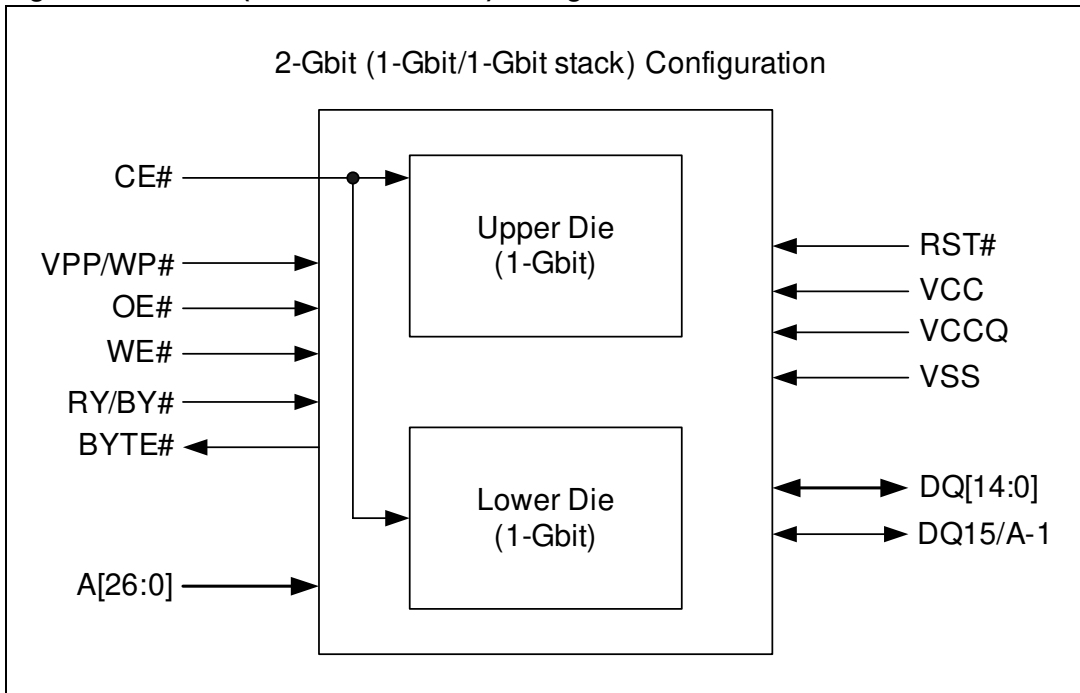 2-Gbit (1-Gbit/1-Gbit stack) Configuration
CE#
Upper Die
(1-Gbit)
VPP/WP#
OE#
WE#
RY/BY#
BYTE#
A[26:0]
RST#
VCC
VCCQ
VSS
Lower Die
(1-Gbit)
DQ[14:0]
DQ15/A-1